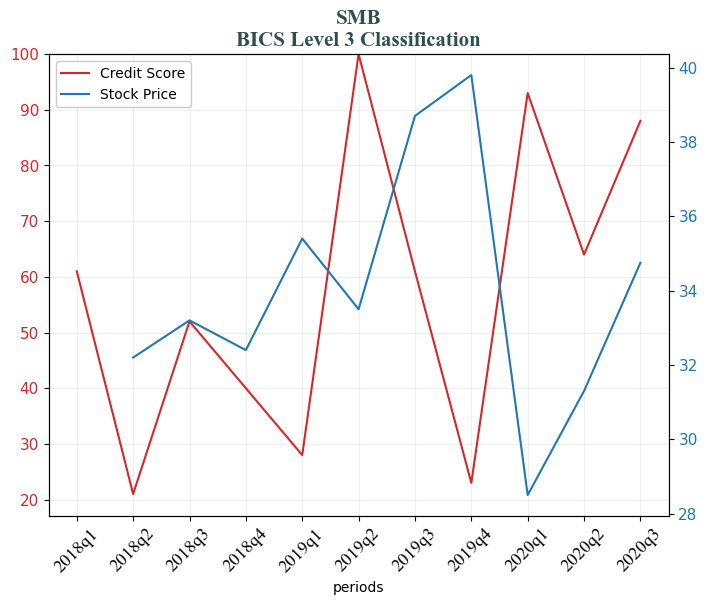 SMB
BICS Level 3 Classification
Credit Score
Stock Price
100
90
80
70
60
50
40
30
20
40
38
36
34
32
30
28
2018q1
2018q2
2018q3
2018q4
2019q1
2019q2
2019q3
2019q4
2020q1
2020q2
2020q3
periods